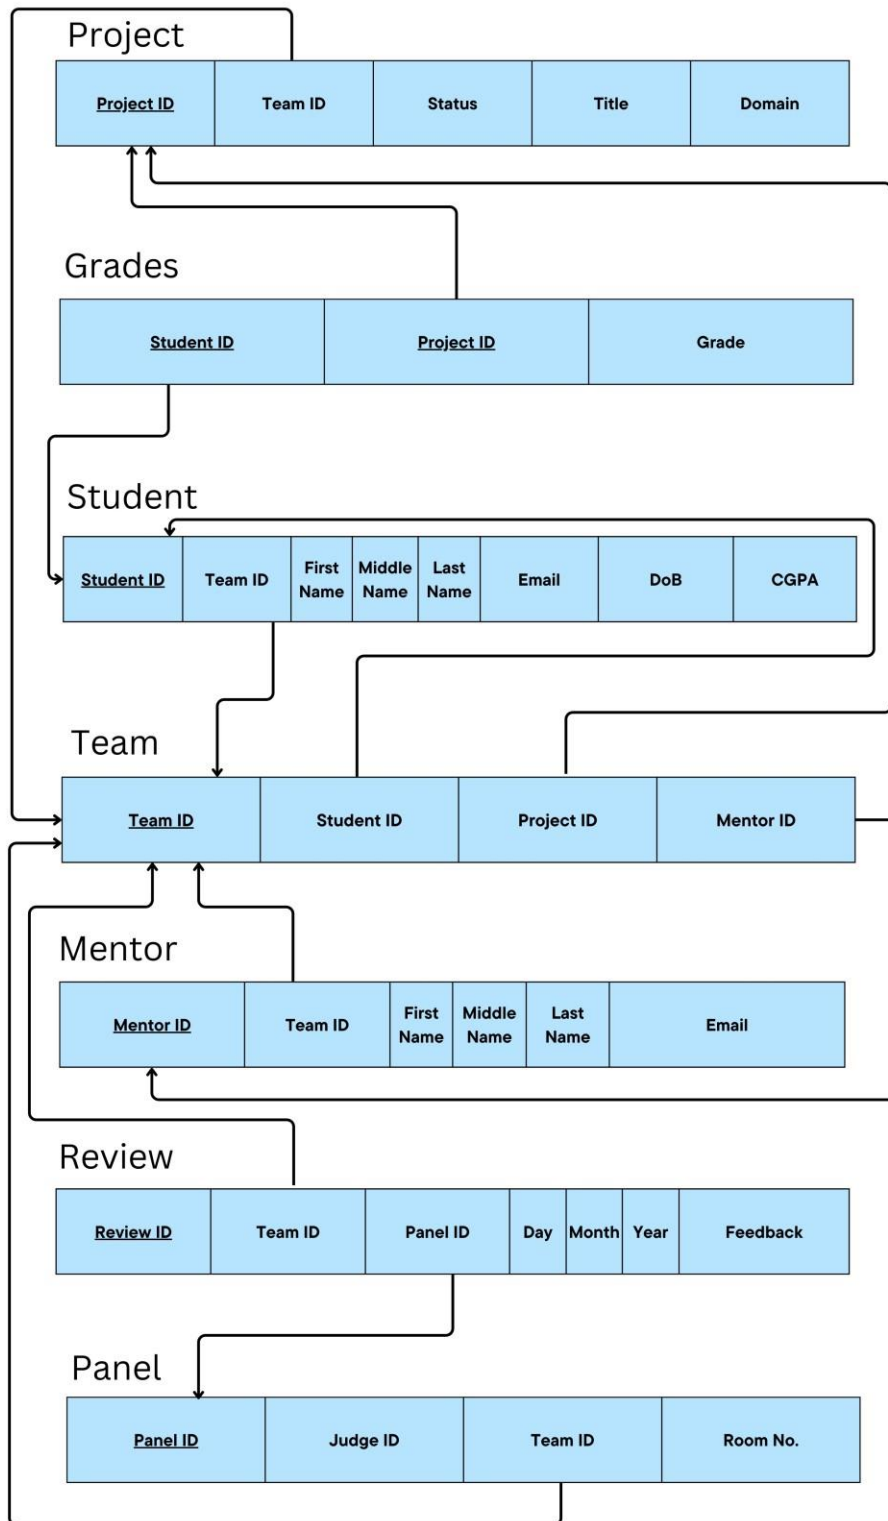 Project
Project ID Team ID Status Title Domain
Grades
Student ID Project ID Grade
Student
Student ID Team ID First Name Middle Name Last Name Email DoB CGPA
Team
Team ID Student ID Project ID Mentor ID
Mentor
Mentor ID Team ID First Name Middle Name Last Name Email
Review
Review ID Team ID Panel ID Day Month Year Feedback
Panel
Panel ID Judge ID Team ID Room No.